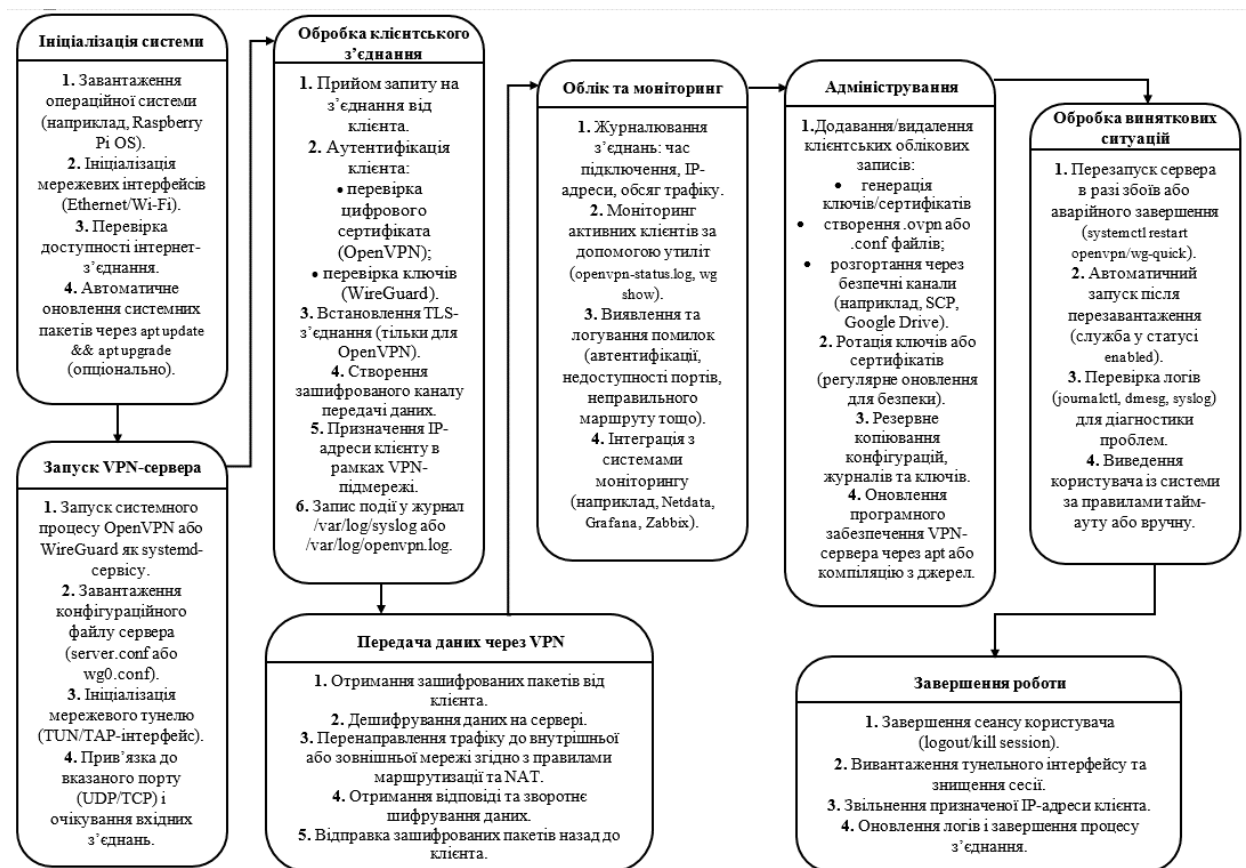 Ініціалізація системи
1. Завантаження
операційної системи
(наприклад, Raspberry
Pi OS).
2. Ініціалізація
мережевих інтерфейсів
(Ethernet/Wi-Fi).
3. Перевірка
доступності інтернет-
з’єднання.
4. Автоматичне
оновлення системних
пакетів через apt update
&& apt upgrade
(опціонально).
Запуск VPN-сервера
1. Запуск системного
процесу OpenVPN або
WireGuard як systemd-
сервісу.
2. Завантаження
конфігураційного
файлу сервера
(server.conf або
wg0.conf).
3. Ініціалізація
мережевого тунелю
(TUN/TAP-інтерфейс).
4. Прив’язка до
вказаного порту
(UDP/TCP) і
очікування вхідних
з’єднань.
Обробка клієнтського
з’єднання
1. Прийом запиту на
з’єднання від
клієнта.
2. Аутентифікація
клієнта:
• перевірка
цифрового
сертифіката
(OpenVPN);
• перевірка ключів
(WireGuard).
3. Встановлення TLS-
з’єднання (тільки для
OpenVPN).
4. Створення
зашифрованого каналу
передачі даних.
5. Призначення IP-
адреси клієнту в
рамках VPN-
підмережі.
6. Запис події у журнал
/var/log/syslog або
/var/log/openvpn.log.
Передача даних через VPN
1. Отримання зашифрованих пакетів від
клієнта.
2. Дешифрування даних на сервері.
3. Перенаправлення трафіку до внутрішньої
або зовнішньої мережі згідно з правилами
маршрутизації та NAT.
4. Отримання відповіді та зворотнє
шифрування даних.
5. Відправка зашифрованих пакетів назад до
клієнта.
Облік та моніторинг
1. Журналювання
з’єднань: час
підключення, IP-
адреси, обсяг трафіку.
2. Моніторинг
активних клієнтів за
допомогою утиліт
(openvpn-status.log, wg
show).
3. Виявлення та
логування помилок
(автентифікації,
недоступності портів,
неправильного
маршруту тощо).
4. Інтеграція з
системами
моніторингу
(наприклад, Netdata,
Grafana, Zabbix).
Адміністрування
1.Додавання/видалення
клієнтських облікових
записів:
• генерація
ключів/сертифікатів
• створення .ovpn або
.conf файлів;
• розгортання через
безпечні канали
(наприклад, SCP,
Google Drive).
2. Ротація ключів або
сертифікатів
(регулярне оновлення
для безпеки).
3. Резервне
копіювання
конфігурацій,
журналів та ключів.
4. Оновлення
програмного
забезпечення VPN-
сервера через apt або
компіляцію з джерел.
Обробка виняткових
ситуацій
1. Перезапуск сервера
в разі збоїв або
аварійного завершення
(systemctl restart
openvpn/wg-quick).
2. Автоматичний
запуск після
перезавантаження
(служба у статусі
enabled).
3. Перевірка логів
(journalctl, dmesg, syslog)
для діагностики
проблем.
4. Виведення
користувача із системи
за правилами тайм-
ауту або вручну.
Завершення роботи
1. Завершення сеансу користувача
(logout/kill session).
2. Вивантаження тунельного інтерфейсу та
знищення сесії.
3. Звільнення призначеної IP-адреси клієнта.
4. Оновлення логів і завершення процесу
з’єднання.